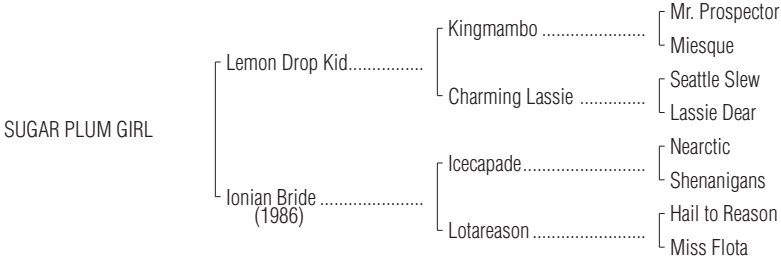 Mr. Prospector
Kingmambo ......................
Miesque
Lemon Drop Kid................
Seattle Slew
Charming Lassie ..............
Lassie Dear
SUGAR PLUM GIRL
Nearctic
Icecapade..........................
Shenanigans
Ionian Bride ......................
(1986)
Hail to Reason
Lotareason ........................
Miss Flota